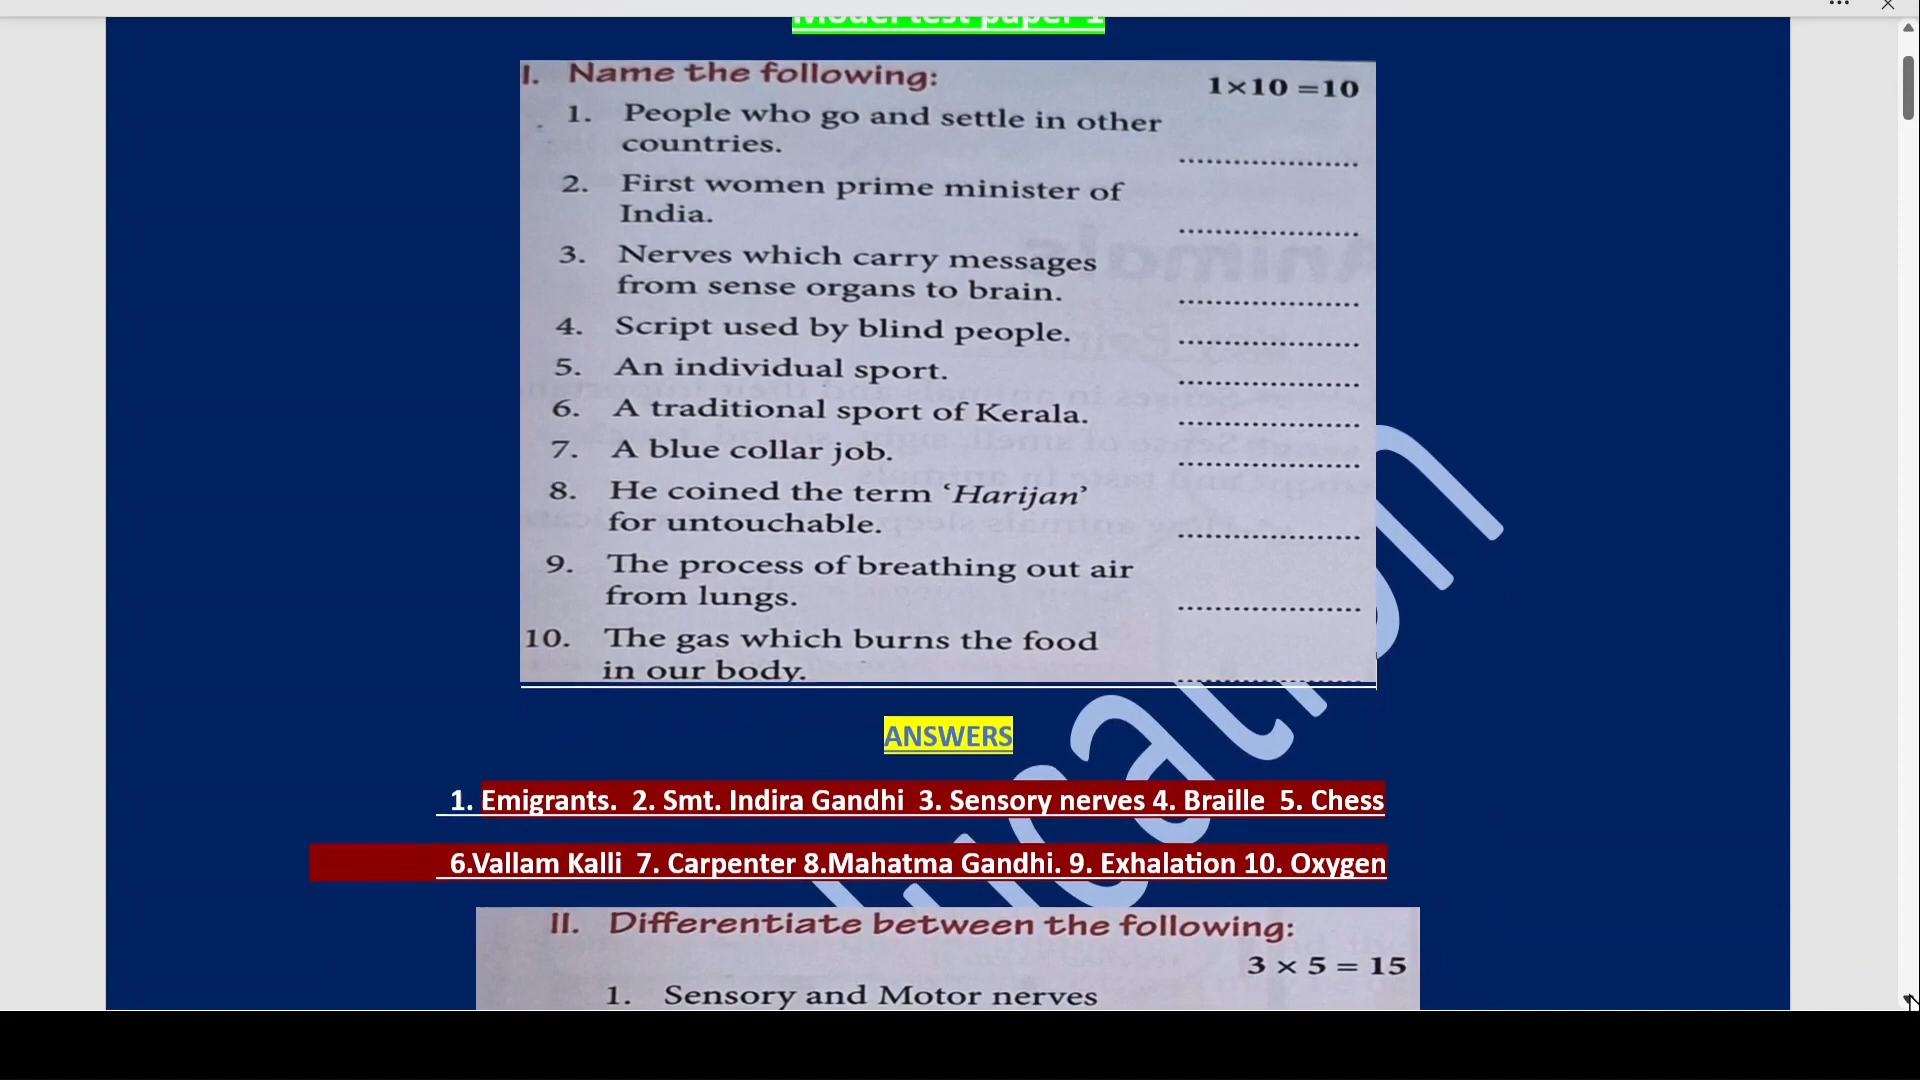 Model test paper 1
I. Name the following:
1×10 =10
1. People who go and settle in other
countries. ....................
2. First women prime minister of
India. ....................
3. Nerves which carry messages
from sense organs to brain. ....................
4. Script used by blind people. ....................
5. An individual sport. ....................
6. A traditional sport of Kerala. ....................
7. A blue collar job. ....................
8. He coined the term ‘Harijan’
for untouchable. ....................
9. The process of breathing out air
from lungs. ....................
10. The gas which burns the food
in our body. ....................
ANSWERS
1. Emigrants. 2. Smt. Indira Gandhi 3. Sensory nerves 4. Braille 5. Chess
6.Vallam Kalli 7. Carpenter 8.Mahatma Gandhi. 9. Exhalation 10. Oxygen
II. Differentiate between the following:
3 × 5 = 15
1. Sensory and Motor nerves